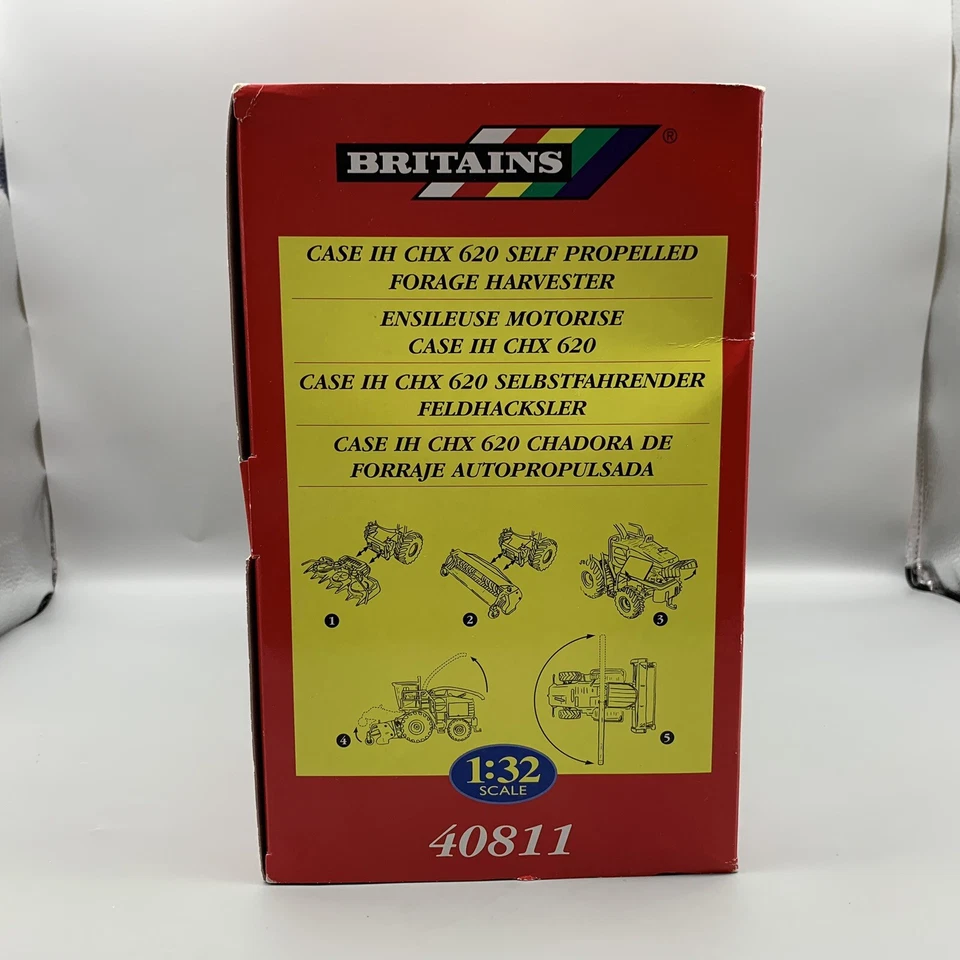 BRITAINS ®
CASE IH CHX 620 SELF PROPELLED
FORAGE HARVESTER
ENSILEUSE MOTORISE
CASE IH CHX 620
CASE IH CHX 620 SELBSTFAHRENDER
FELDHACKSLER
CASE IH CHX 620 CHADORA DE
FORRAJE AUTOPROPULSADA
1
2
3
4
5
1:32
SCALE
40811